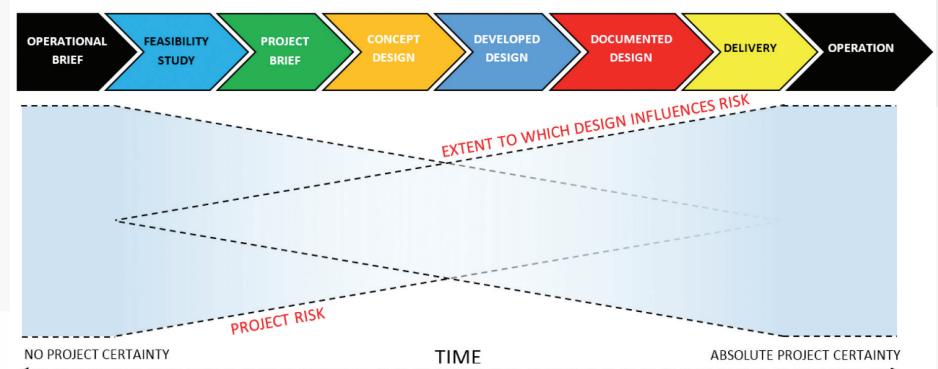 OPERATIONAL
BRIEF
FEASIBILITY
STUDY
PROJECT
BRIEF
CONCEPT
DESIGN
DEVELOPED
DESIGN
DOCUMENTED
DESIGN
DELIVERY
OPERATION
EXTENT TO WHICH DESIGN INFLUENCES RISK
PROJECT RISK
NO PROJECT CERTAINTY
TIME
ABSOLUTE PROJECT CERTAINTY